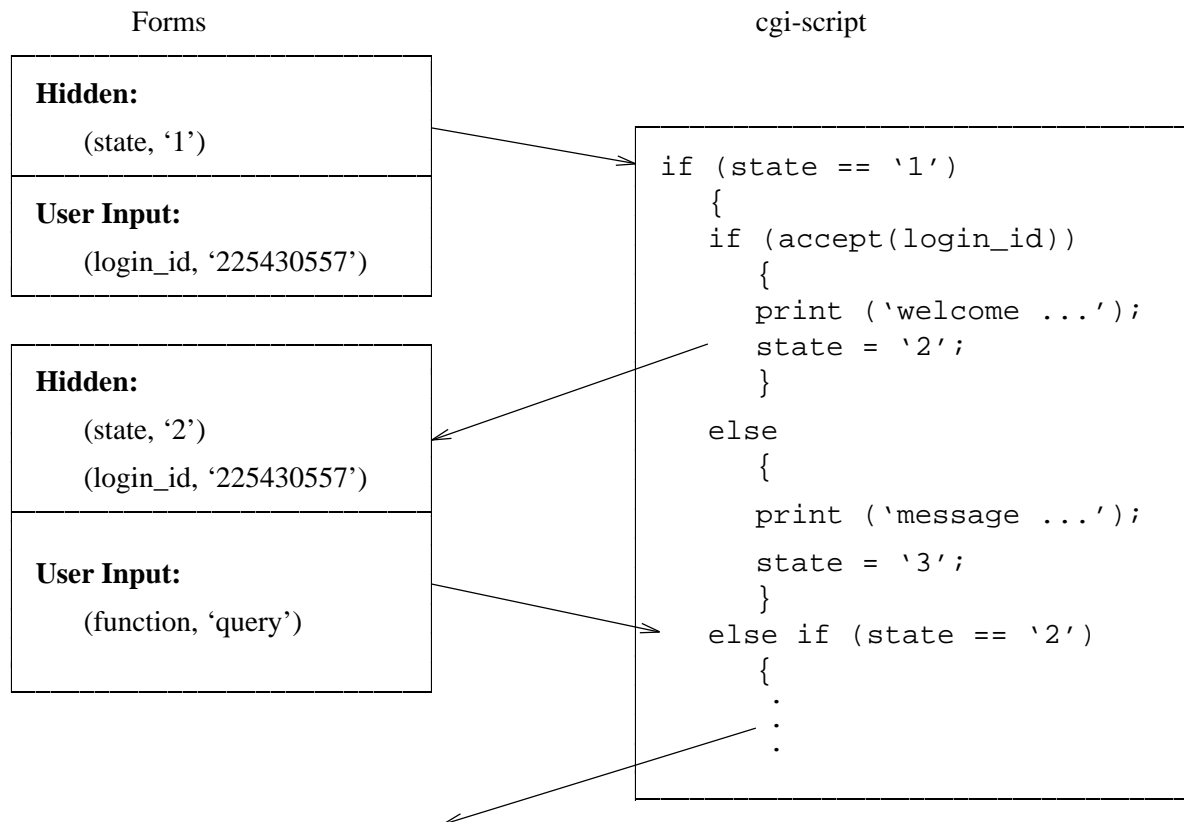 Forms
Hidden:
(state, ‘1’)
User Input:
(login_id, ‘225430557’)
Hidden:
(state, ‘2’)
(login_id, ‘225430557’)
User Input:
(function, ‘query’)
cgi-script
if (state == ‘1’)
{
if (accept(login_id))
{
print (‘welcome ...’);
state = ‘2’;
}
else
{
print (‘message ...’);
state = ‘3’;
}
else if (state == ‘2’)
{
.
.
.